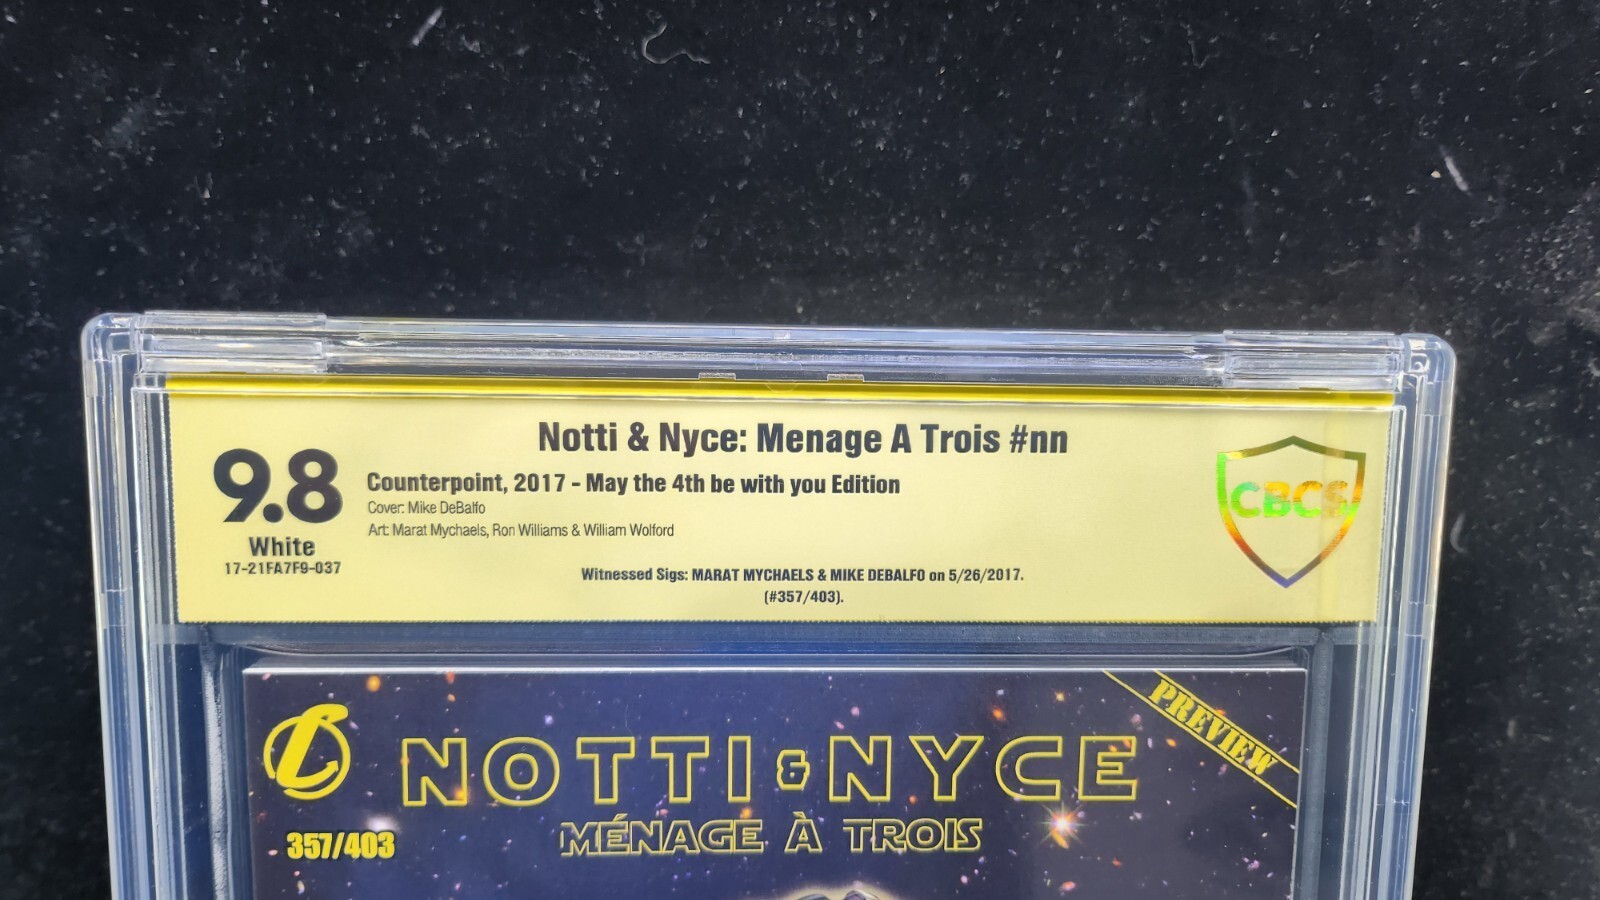 Notti & Nyce: Menage A Trois #nn
9.8
White
17-21FA7F9-037
Counterpoint, 2017 - May the 4th be with you Edition
Cover: Mike DeBalfo
Art: Marat Mychaels, Ron Williams & William Wolford
Witnessed Sigs: MARAT MYCHAELS & MIKE DEBALFO on 5/26/2017.
(#357/403).
CBCS
PREVIEW
NOTTI & NYCE
MÉNAGE À TROIS
357/403